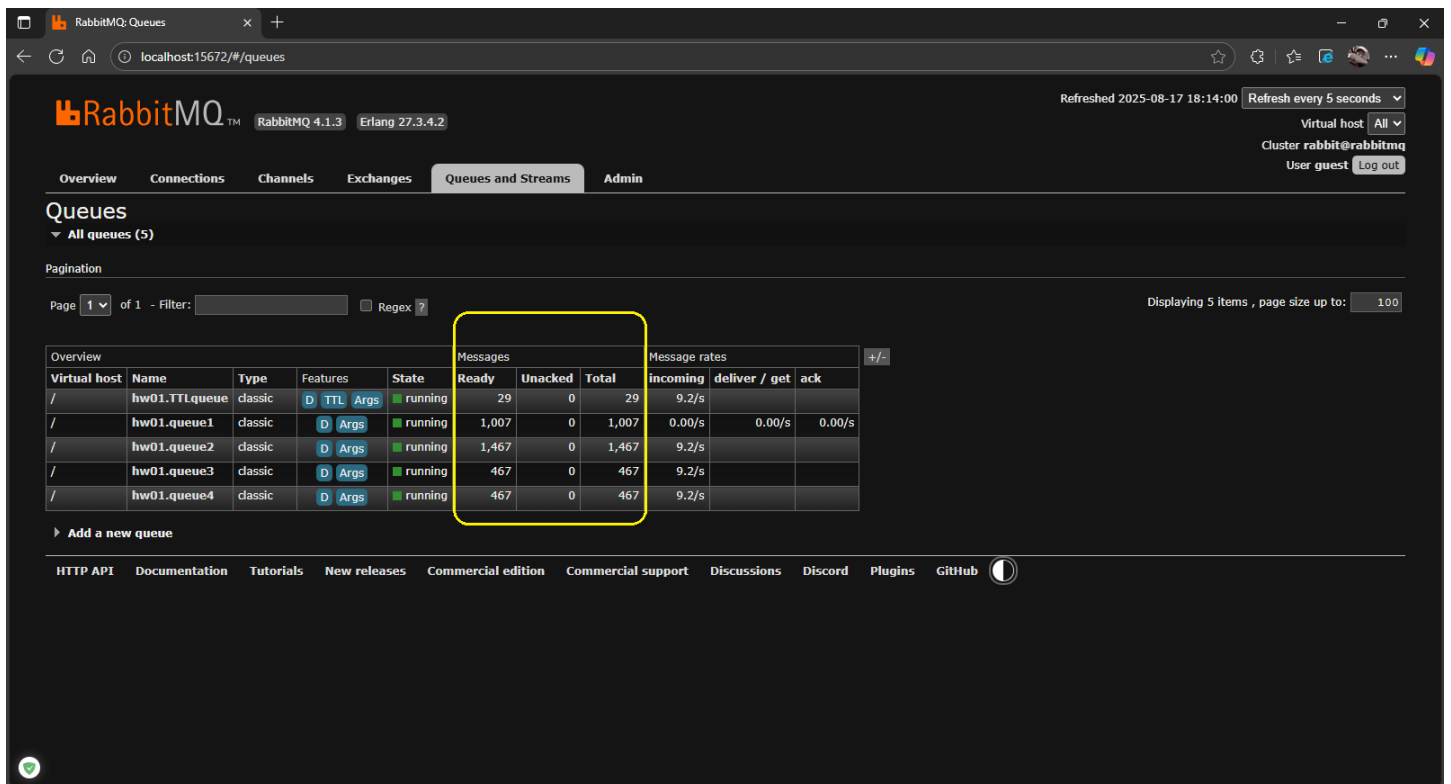 RabbitMQ: Queues
localhost:15672/#/queues
RabbitMQ TM RabbitMQ 4.1.3 Erlang 27.3.4.2
Refreshed 2025-08-17 18:14:00 Refresh every 5 seconds
Virtual host All
Cluster rabbit@rabbitmq
User guest Log out
Overview Connections Channels Exchanges Queues and Streams Admin
Queues
All queues (5)
Pagination
Page 1 of 1 - Filter: Regex ? Displaying 5 items , page size up to: 100
Overview Messages Message rates +/-
Virtual host Name Type Features State Ready Unacked Total incoming deliver / get ack
/ hw01.TTLqueue classic D TTL Args running 29 0 29 9.2/s
/ hw01.queue1 classic D Args running 1,007 0 1,007 0.00/s 0.00/s 0.00/s
/ hw01.queue2 classic D Args running 1,467 0 1,467 9.2/s
/ hw01.queue3 classic D Args running 467 0 467 9.2/s
/ hw01.queue4 classic D Args running 467 0 467 9.2/s
Add a new queue
HTTP API Documentation Tutorials New releases Commercial edition Commercial support Discussions Discord Plugins GitHub